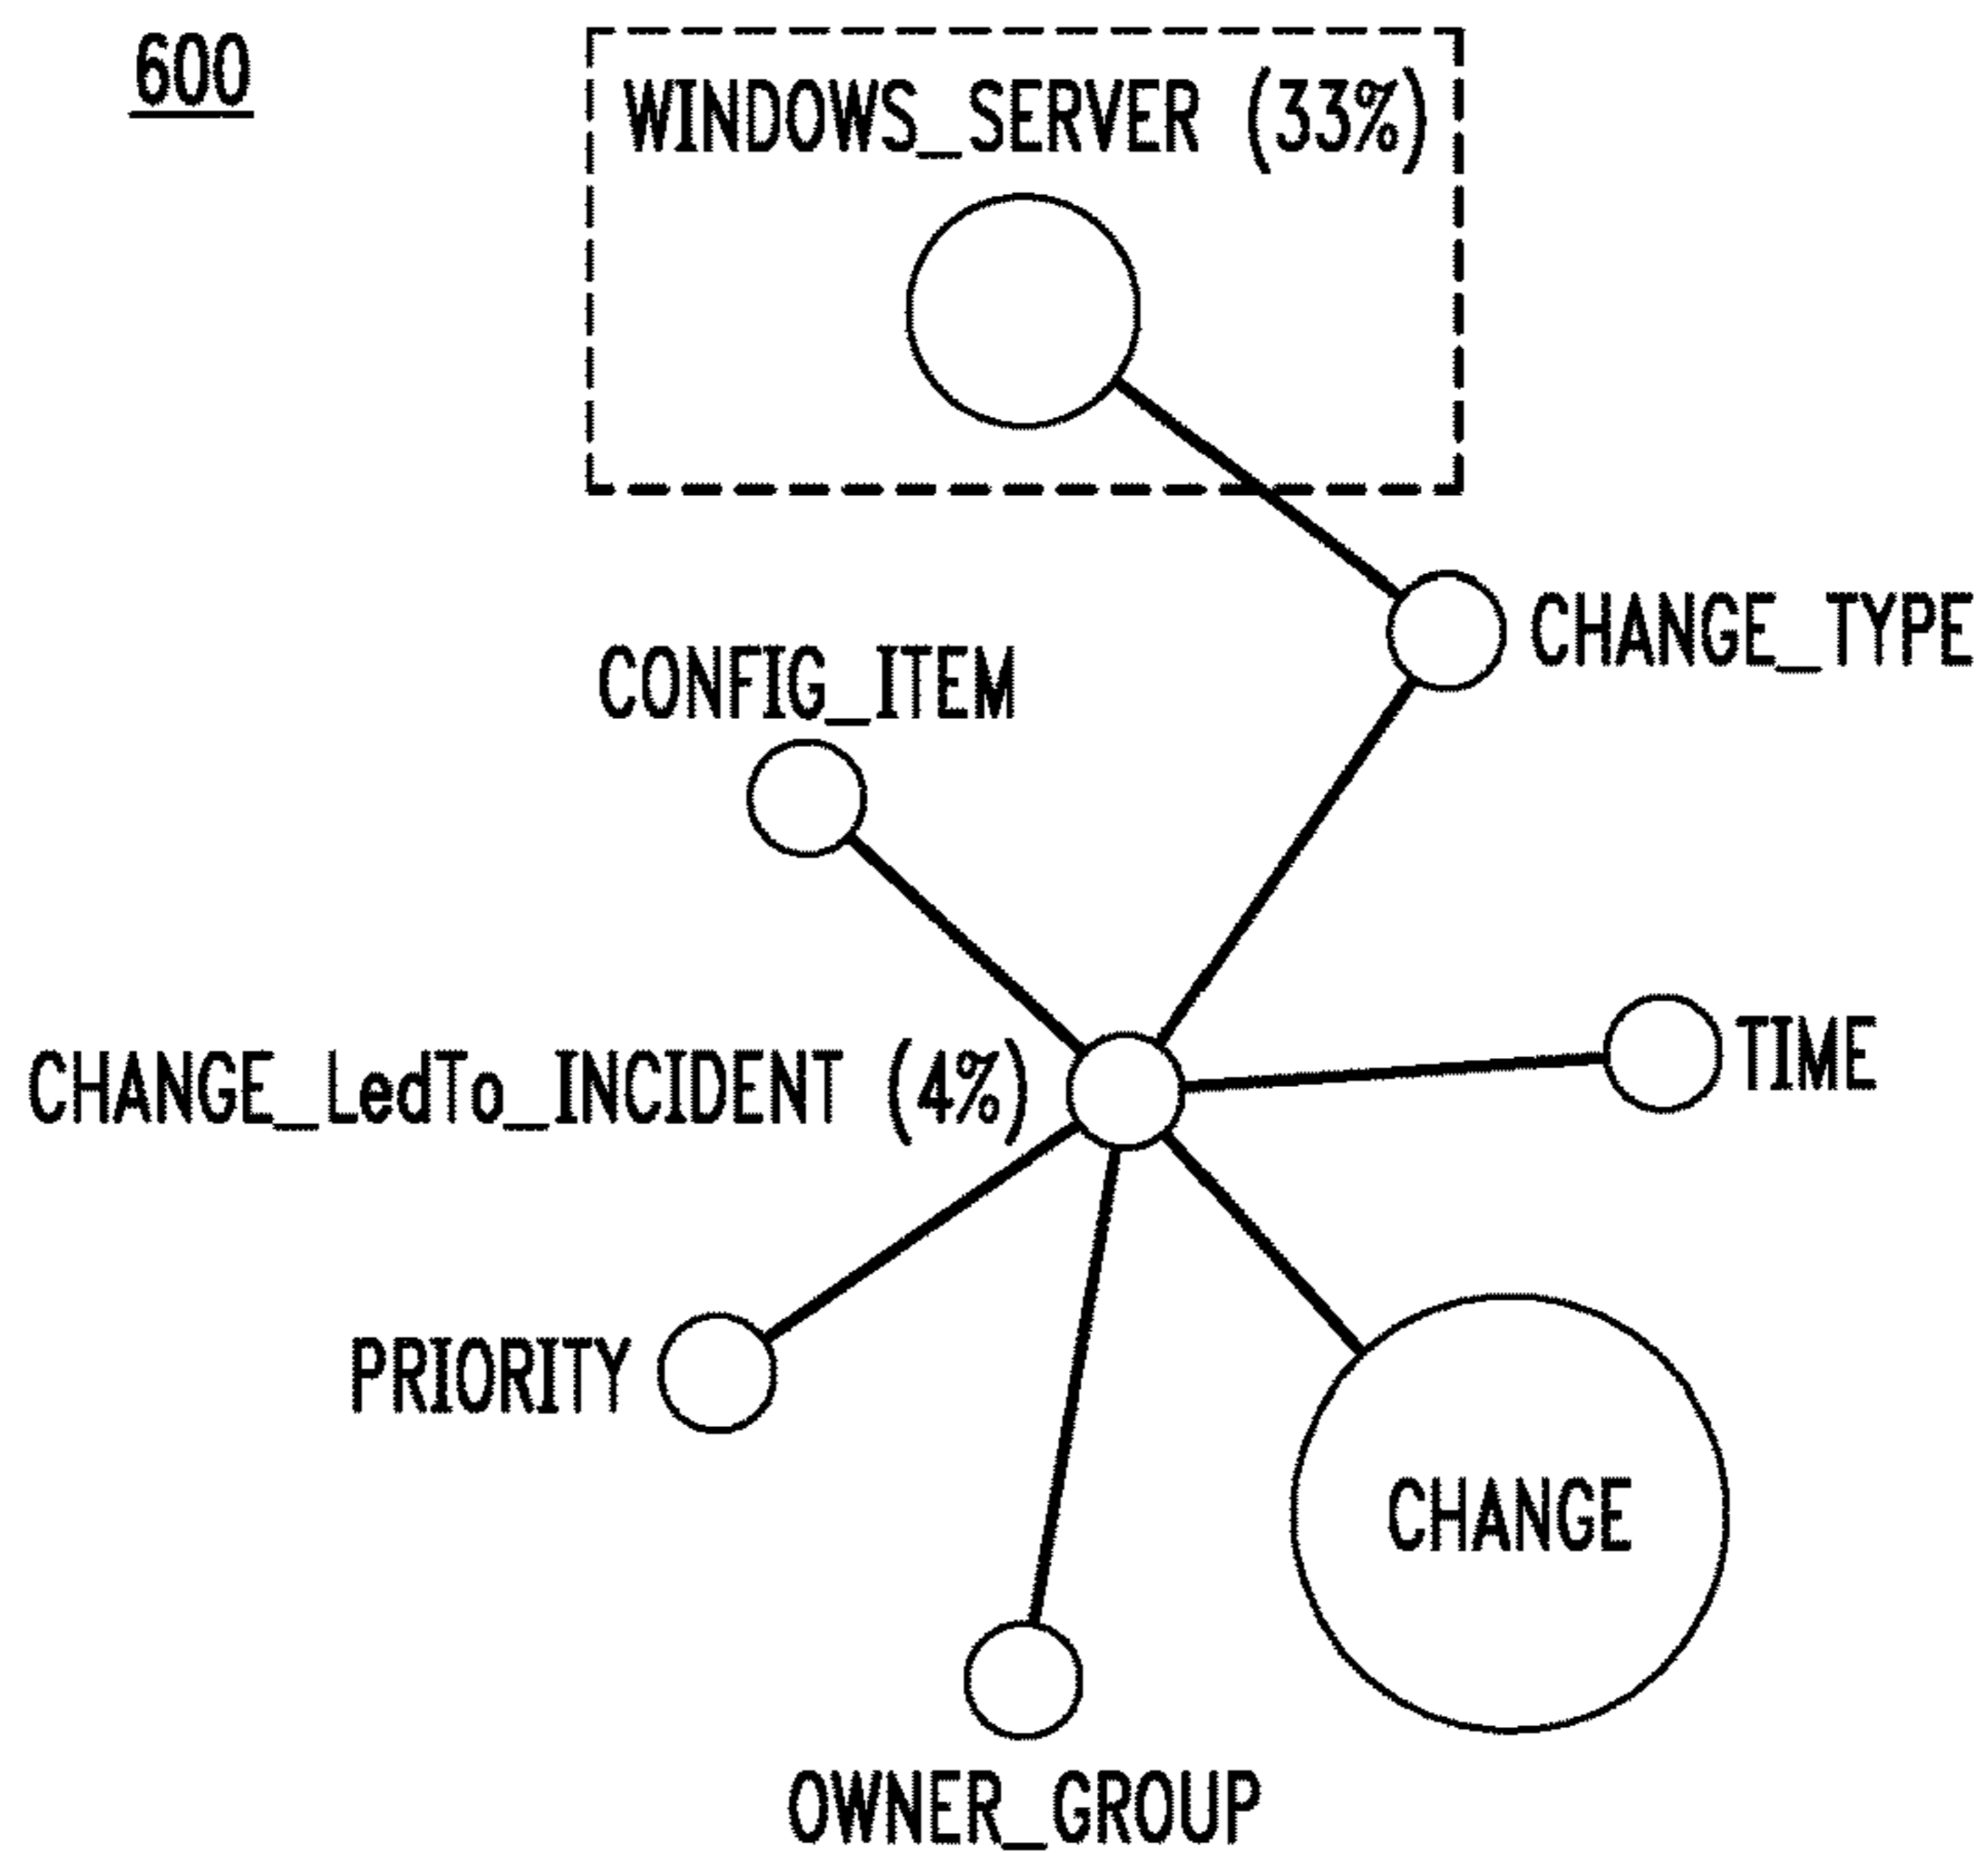 600
WINDOWS_SERVER (33%)
CHANGE_TYPE
CONFIG_ITEM
TIME
CHANGE_LedTo_INCIDENT (4%)
PRIORITY
CHANGE
OWNER_GROUP